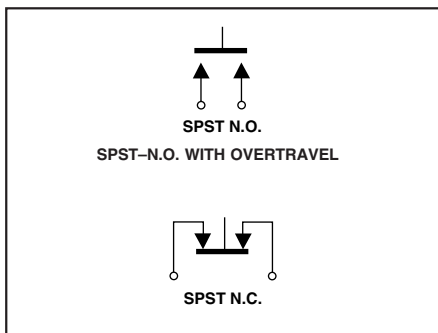 SPST N.O.
SPST–N.O. WITH OVERTRAVEL
SPST N.C.